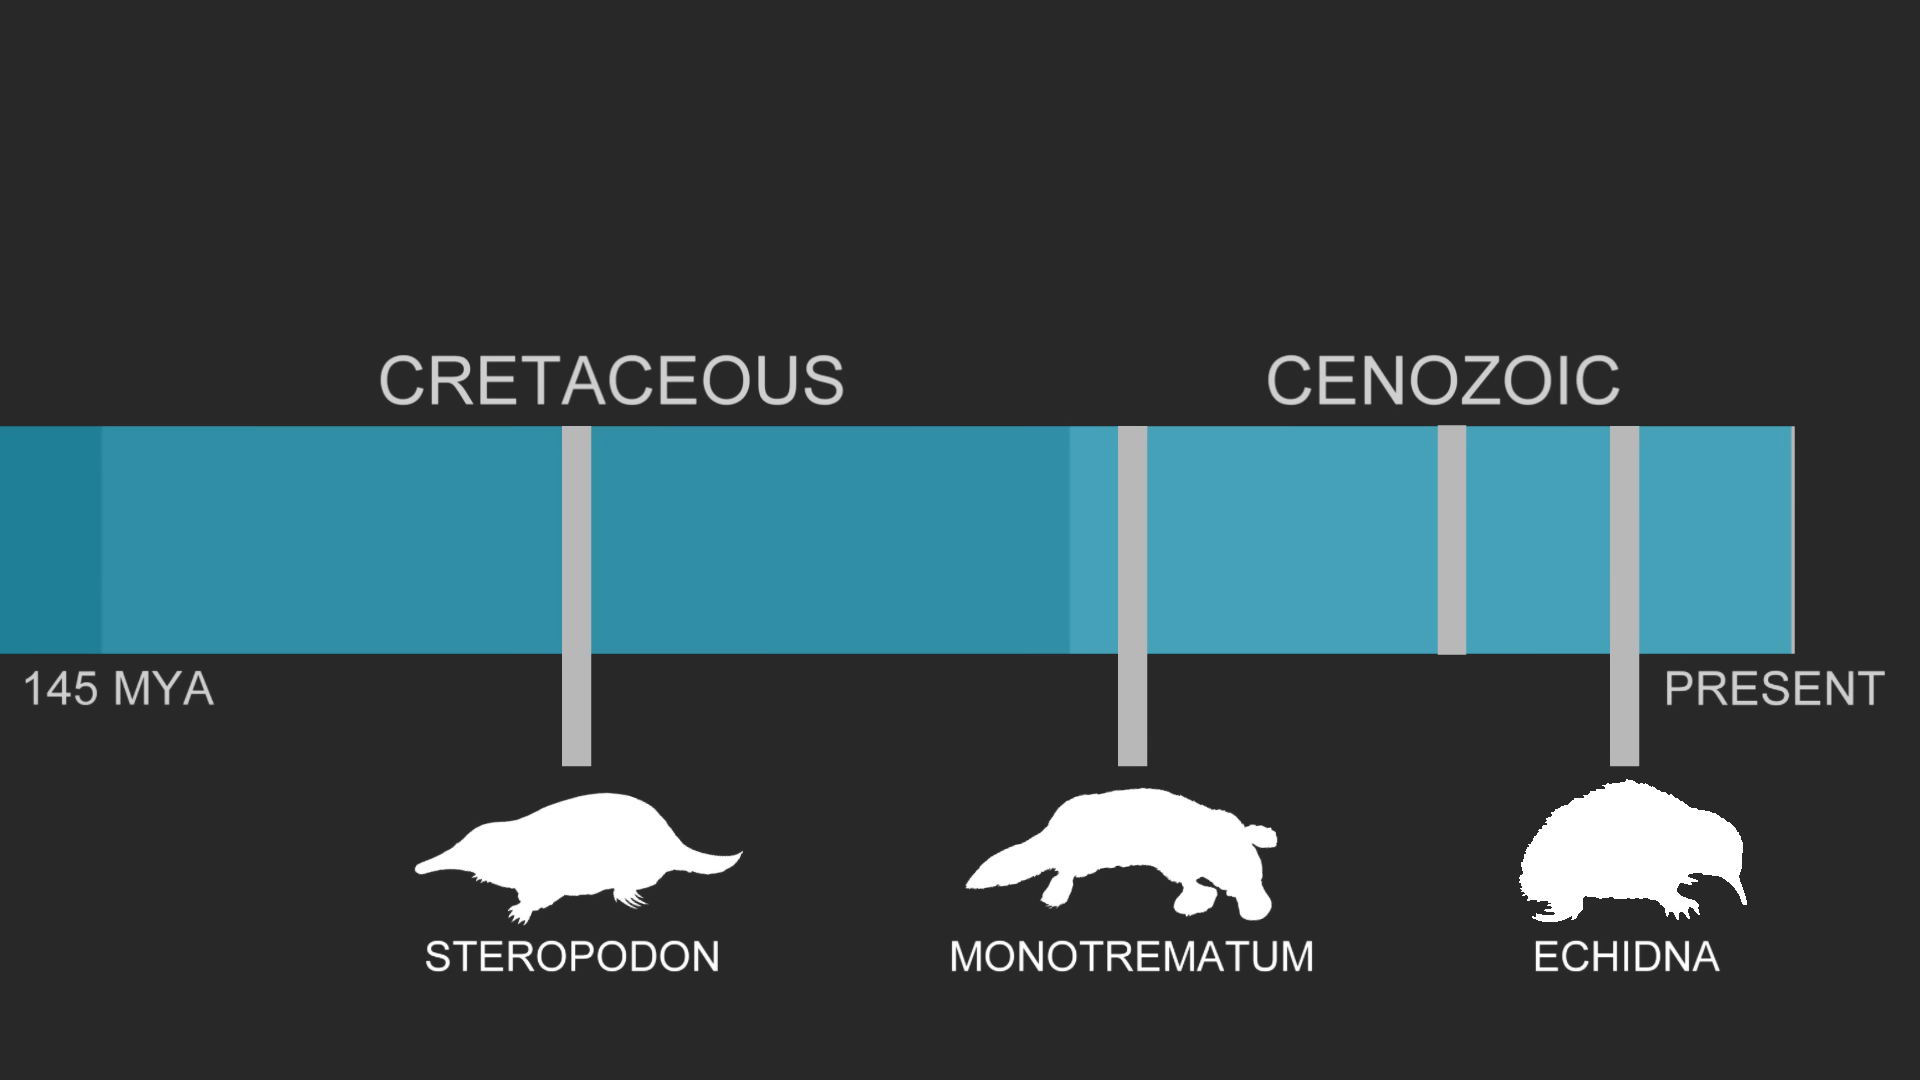 CRETACEOUS
CENOZOIC
145 MYA
PRESENT
STEROPODON
MONOTREMATUM
ECHIDNA